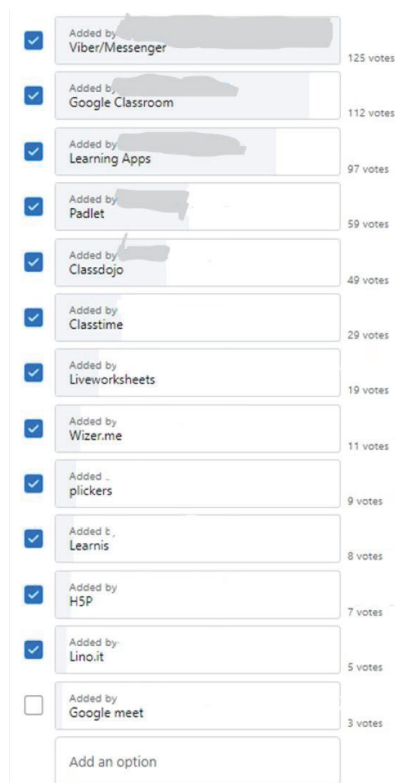 Added by
Viber/Messenger
125 votes
Added by
Google Classroom
112 votes
Added by
Learning Apps
97 votes
Added by
Padlet
59 votes
Added by
Classdojo
49 votes
Added by
Classtime
29 votes
Added by
Liveworksheets
19 votes
Added by
Wizer.me
11 votes
Added
plickers
9 votes
Added
Learnis
8 votes
Added by
H5P
7 votes
Added by
Lino.it
5 votes
Added by
Google meet
3 votes
Add an option